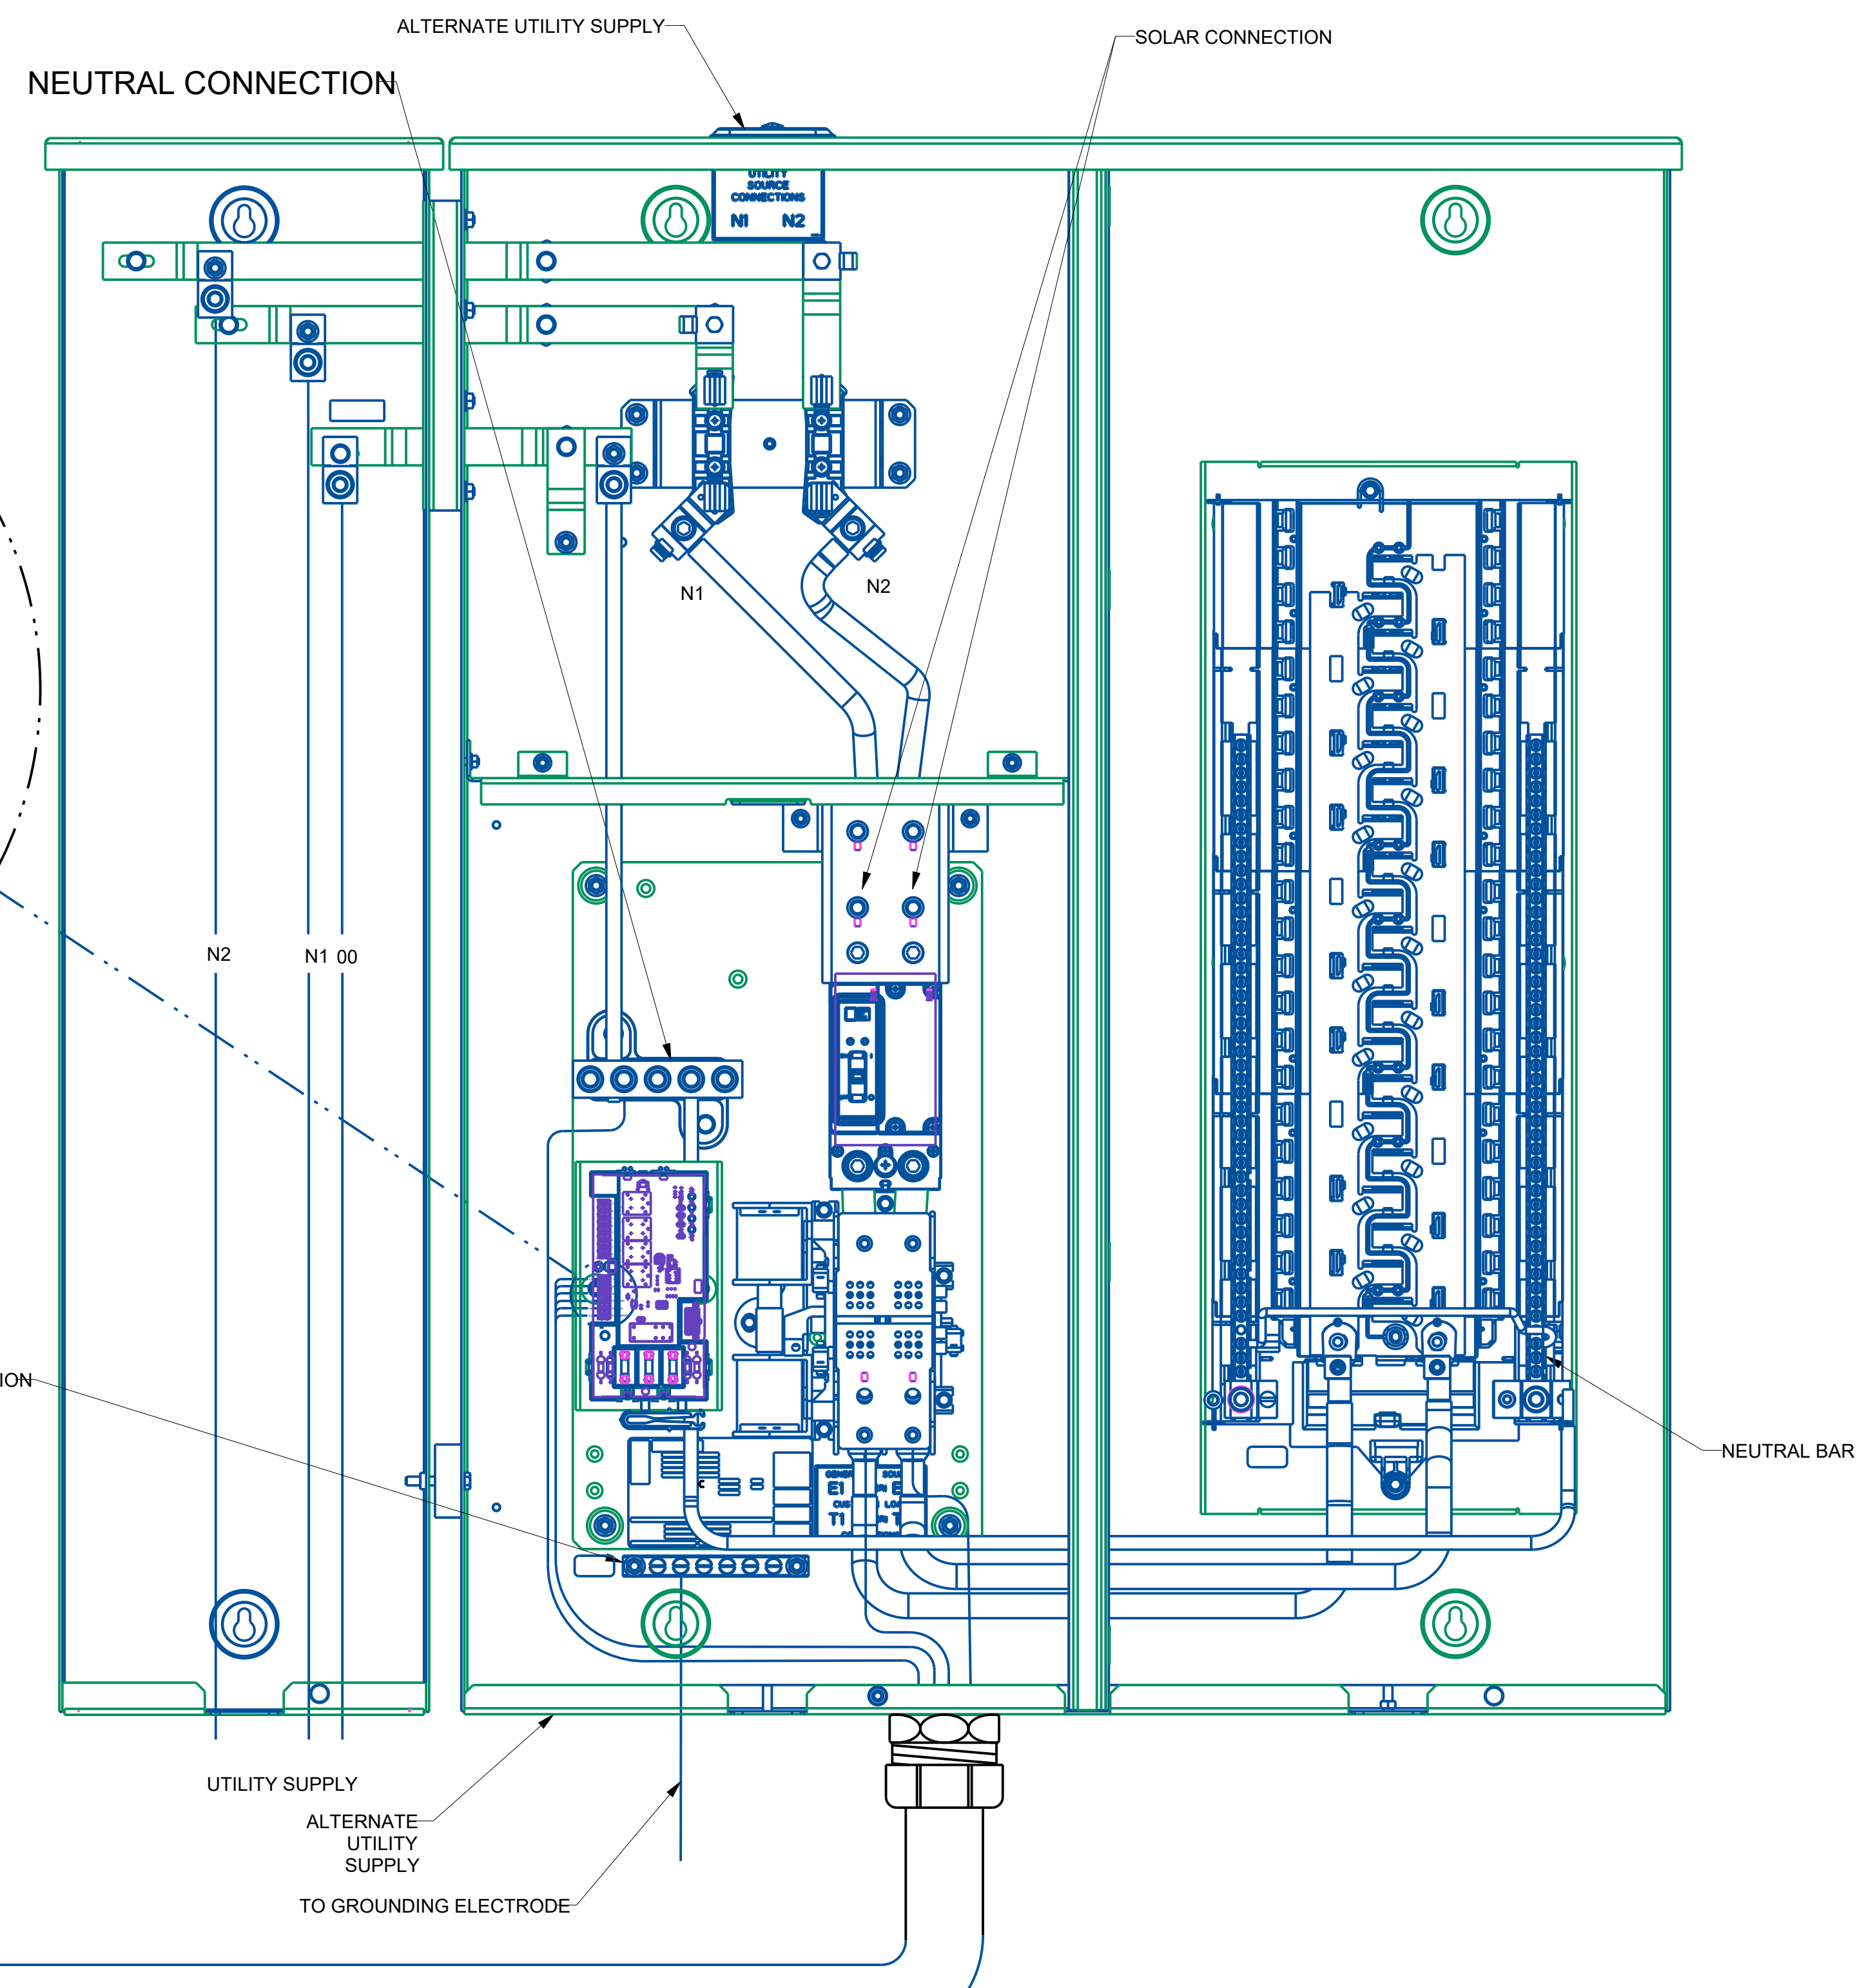 ALTERNATE UTILITY SUPPLY
SOLAR CONNECTION
NEUTRAL CONNECTION
UTILITY
SOURCE
CONNECTIONS
N1 N2
N1
N2
N2
N1 00
ION
NEUTRAL BAR
E1
T1
UTILITY SUPPLY
ALTERNATE
UTILITY
SUPPLY
TO GROUNDING ELECTRODE